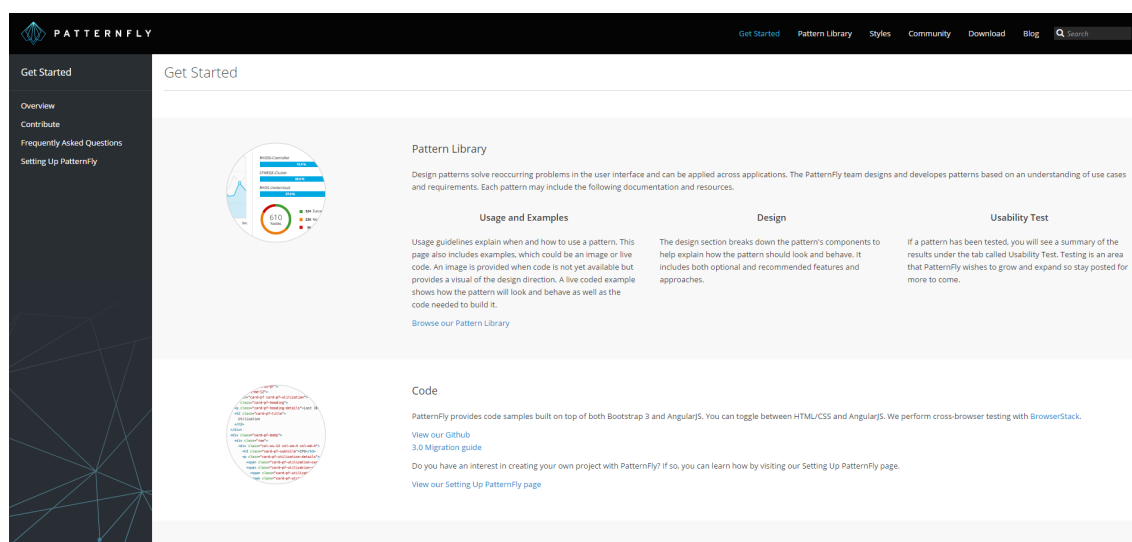 PATTERNFLY
Get Started Pattern Library Styles Community Download Blog Search
Get Started
Overview
Contribute
Frequently Asked Questions
Setting Up PatternFly
Get Started
Pattern Library
Design patterns solve reoccurring problems in the user interface and can be applied across applications. The PatternFly team designs and developes patterns based on an understanding of use cases
and requirements. Each pattern may include the following documentation and resources.
Usage and Examples
Usage guidelines explain when and how to use a pattern. This
page also includes examples, which could be an image or live
code. An image is provided when code is not yet available but
provides a visual of the design direction. A live coded example
shows how the pattern will look and behave as well as the
code needed to build it.
Browse our Pattern Library
Design
The design section breaks down the pattern's components to
help explain how the pattern should look and behave. It
includes both optional and recommended features and
approaches.
Usability Test
If a pattern has been tested, you will see a summary of the
results under the tab called Usability Test. Testing is an area
that PatternFly wishes to grow and expand so stay posted for
more to come.
610
Code
PatternFly provides code samples built on top of both Bootstrap 3 and AngularJS. You can toggle between HTML/CSS and AngularJS. We perform cross-browser testing with BrowserStack.
View our Github
3.0 Migration guide
Do you have an interest in creating your own project with PatternFly? If so, you can learn how by visiting our Setting Up PatternFly page.
View our Setting Up PatternFly page